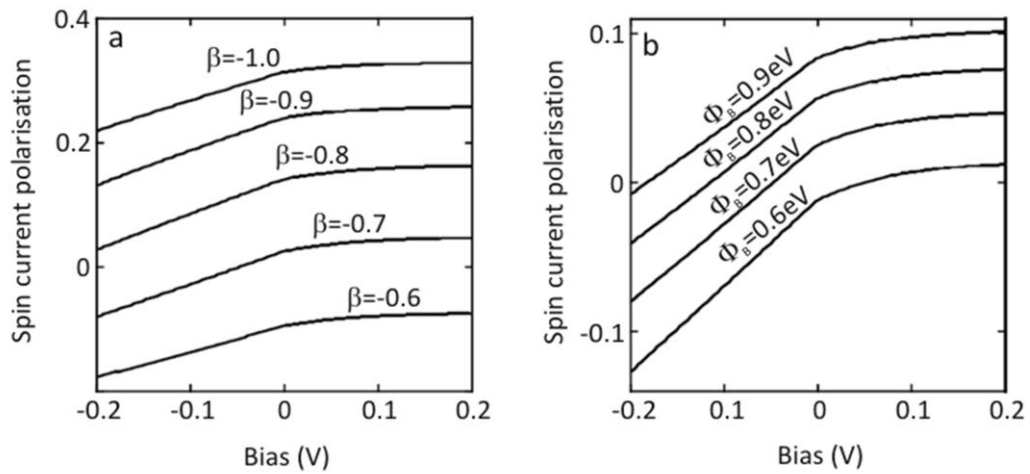 a
0.4
0.2
0
β=-1.0
β=-0.9
β=-0.8
β=-0.7
β=-0.6
-0.2 -0.1 0 0.1 0.2
Bias (V)
Spin current polarisation
b
0.1
0
-0.1
Φ_B=0.9eV
Φ_B=0.8eV
Φ_B=0.7eV
Φ_B=0.6eV
-0.2 -0.1 0 0.1 0.2
Bias (V)
Spin current polarisation